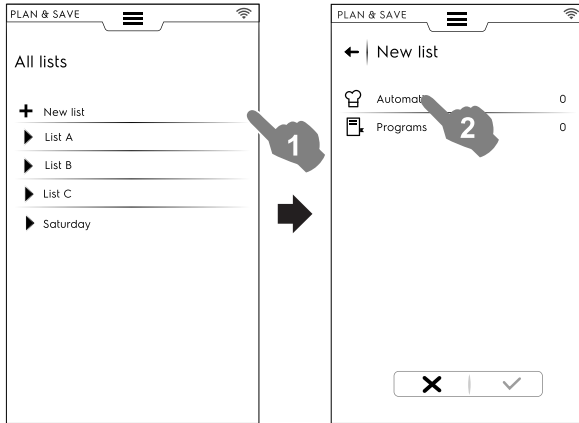 PLAN & SAVE
All lists
New list
List A
List B
List C
Saturday
1
PLAN & SAVE
New list
Automat 0
2
Programs 0